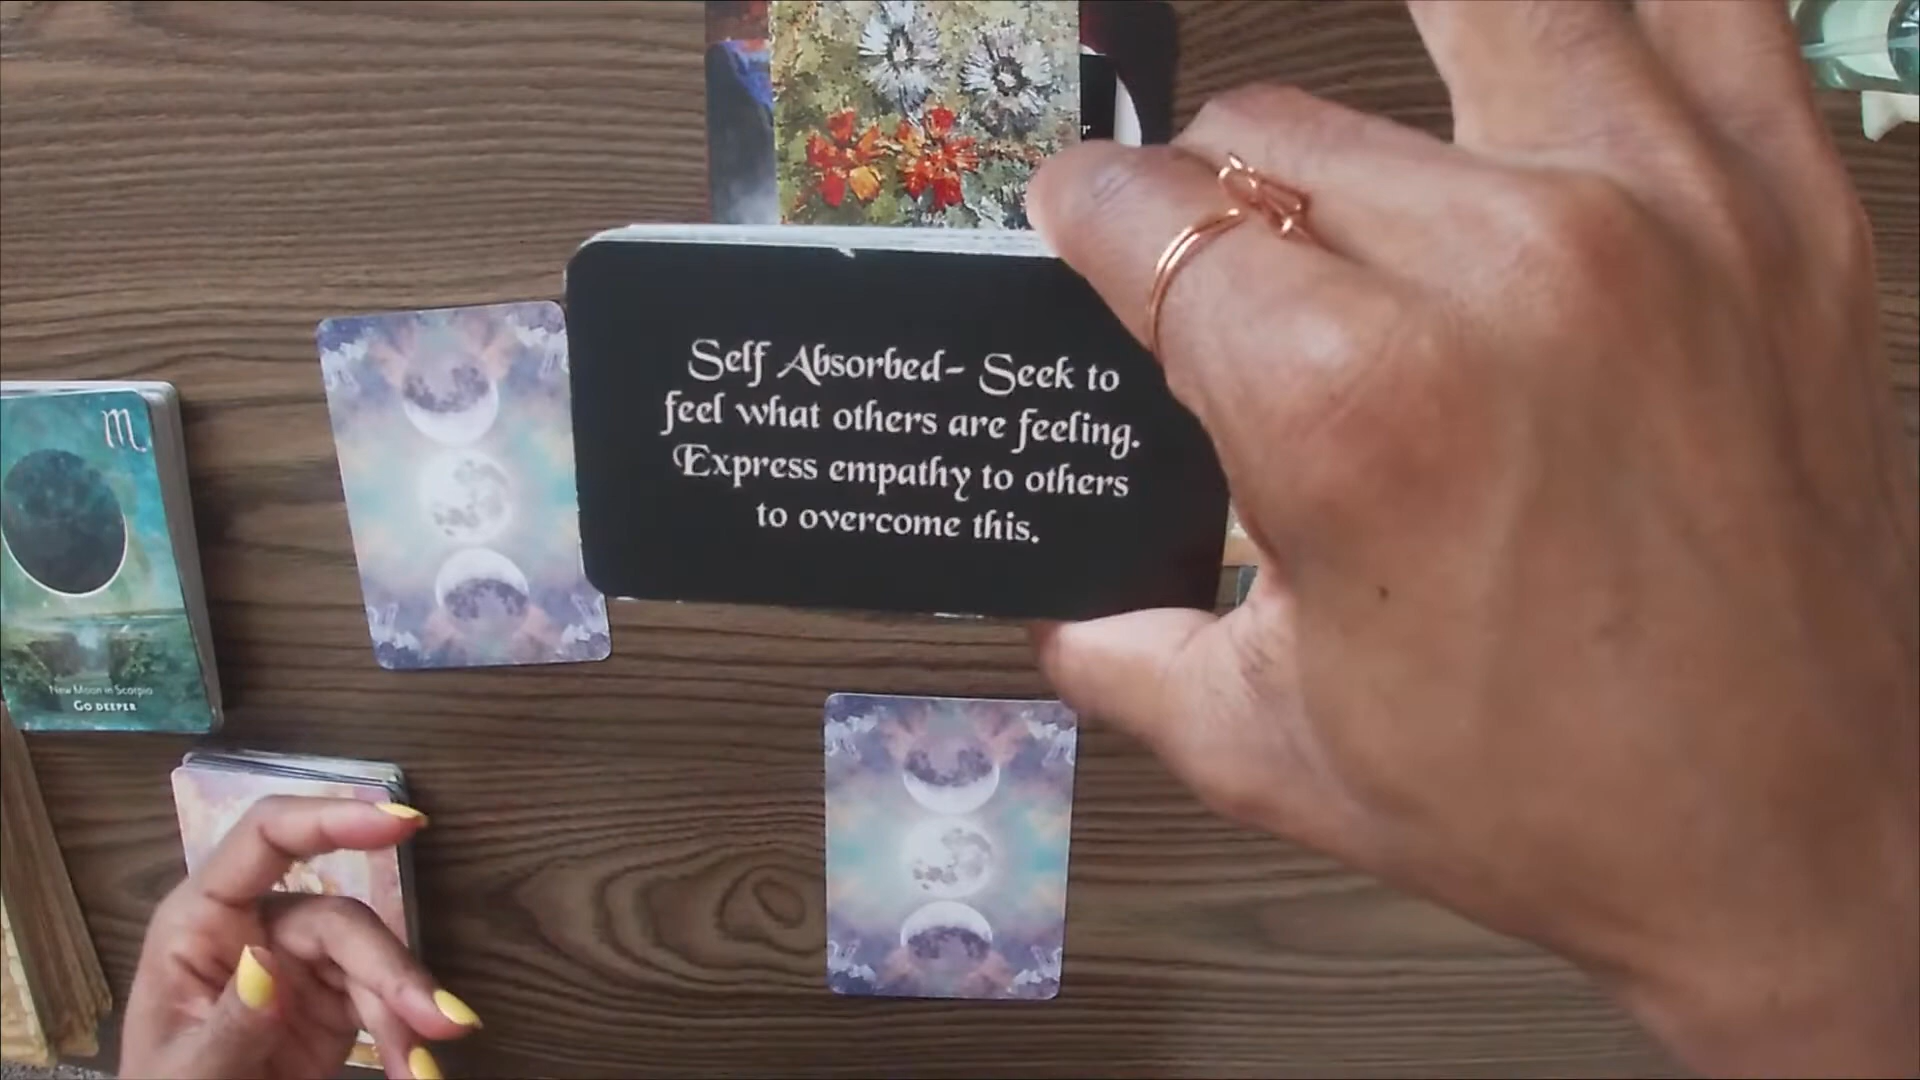 Self Absorbed- Seek to
feel what others are feeling.
Express empathy to others
to overcome this.
♏
New Moon in Scorpio
GO DEEPER